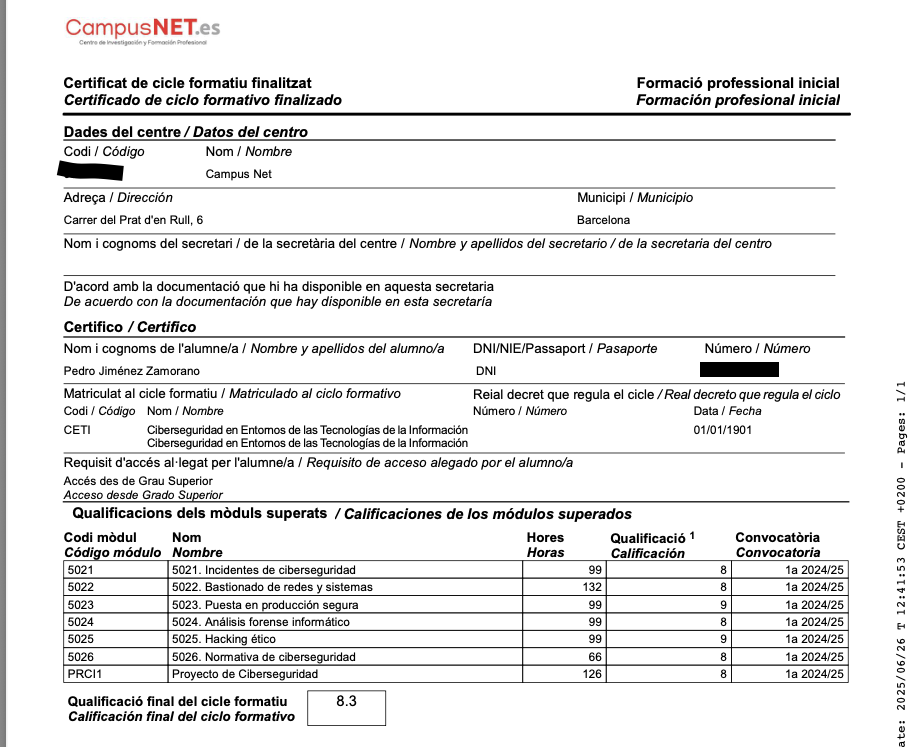 CampusNET.es
Centro de Investigación y Formación Profesional
Certificat de cicle formatiu finalitzat Formació professional inicial
Certificado de ciclo formativo finalizado Formación profesional inicial
Dades del centre / Datos del centro
Codi / Código Nom / Nombre
Campus Net
Adreça / Dirección Municipi / Municipio
Carrer del Prat d'en Rull, 6 Barcelona
Nom i cognoms del secretari / de la secretària del centre / Nombre y apellidos del secretario / de la secretaria del centro
D'acord amb la documentació que hi ha disponible en aquesta secretaria
De acuerdo con la documentación que hay disponible en esta secretaría
Certifico / Certifico
Nom i cognoms de l'alumne/a / Nombre y apellidos del alumno/a DNI/NIE/Passaport / Pasaporte Número / Número
Pedro Jiménez Zamorano DNI
Matriculat al cicle formatiu / Matriculado al ciclo formativo Reial decret que regula el cicle / Real decreto que regula el ciclo
Codi / Código Nom / Nombre Número / Número Data / Fecha
CETI Ciberseguridad en Entornos de las Tecnologías de la Información 01/01/1901
Ciberseguridad en Entornos de las Tecnologías de la Información
Requisit d'accés al·legat per l'alumne/a / Requisito de acceso alegado por el alumno/a
Accés des de Grau Superior
Acceso desde Grado Superior
Qualificacions dels mòduls superats / Calificaciones de los módulos superados
Codi mòdul Nom Hores Qualificació 1 Convocatòria
Código módulo Nombre Horas Calificación Convocatoria
5021 5021. Incidentes de ciberseguridad 99 8 1a 2024/25
5022 5022. Bastionado de redes y sistemas 132 8 1a 2024/25
5023 5023. Puesta en producción segura 99 9 1a 2024/25
5024 5024. Análisis forense informático 99 8 1a 2024/25
5025 5025. Hacking ético 99 9 1a 2024/25
5026 5026. Normativa de ciberseguridad 66 8 1a 2024/25
PRCI1 Proyecto de Ciberseguridad 126 8 1a 2024/25
Qualificació final del cicle formatiu 8.3
Calificación final del ciclo formativo
ate: 2025/06/26 T 12:41:53 CEST +0200 - Pages: 1/1